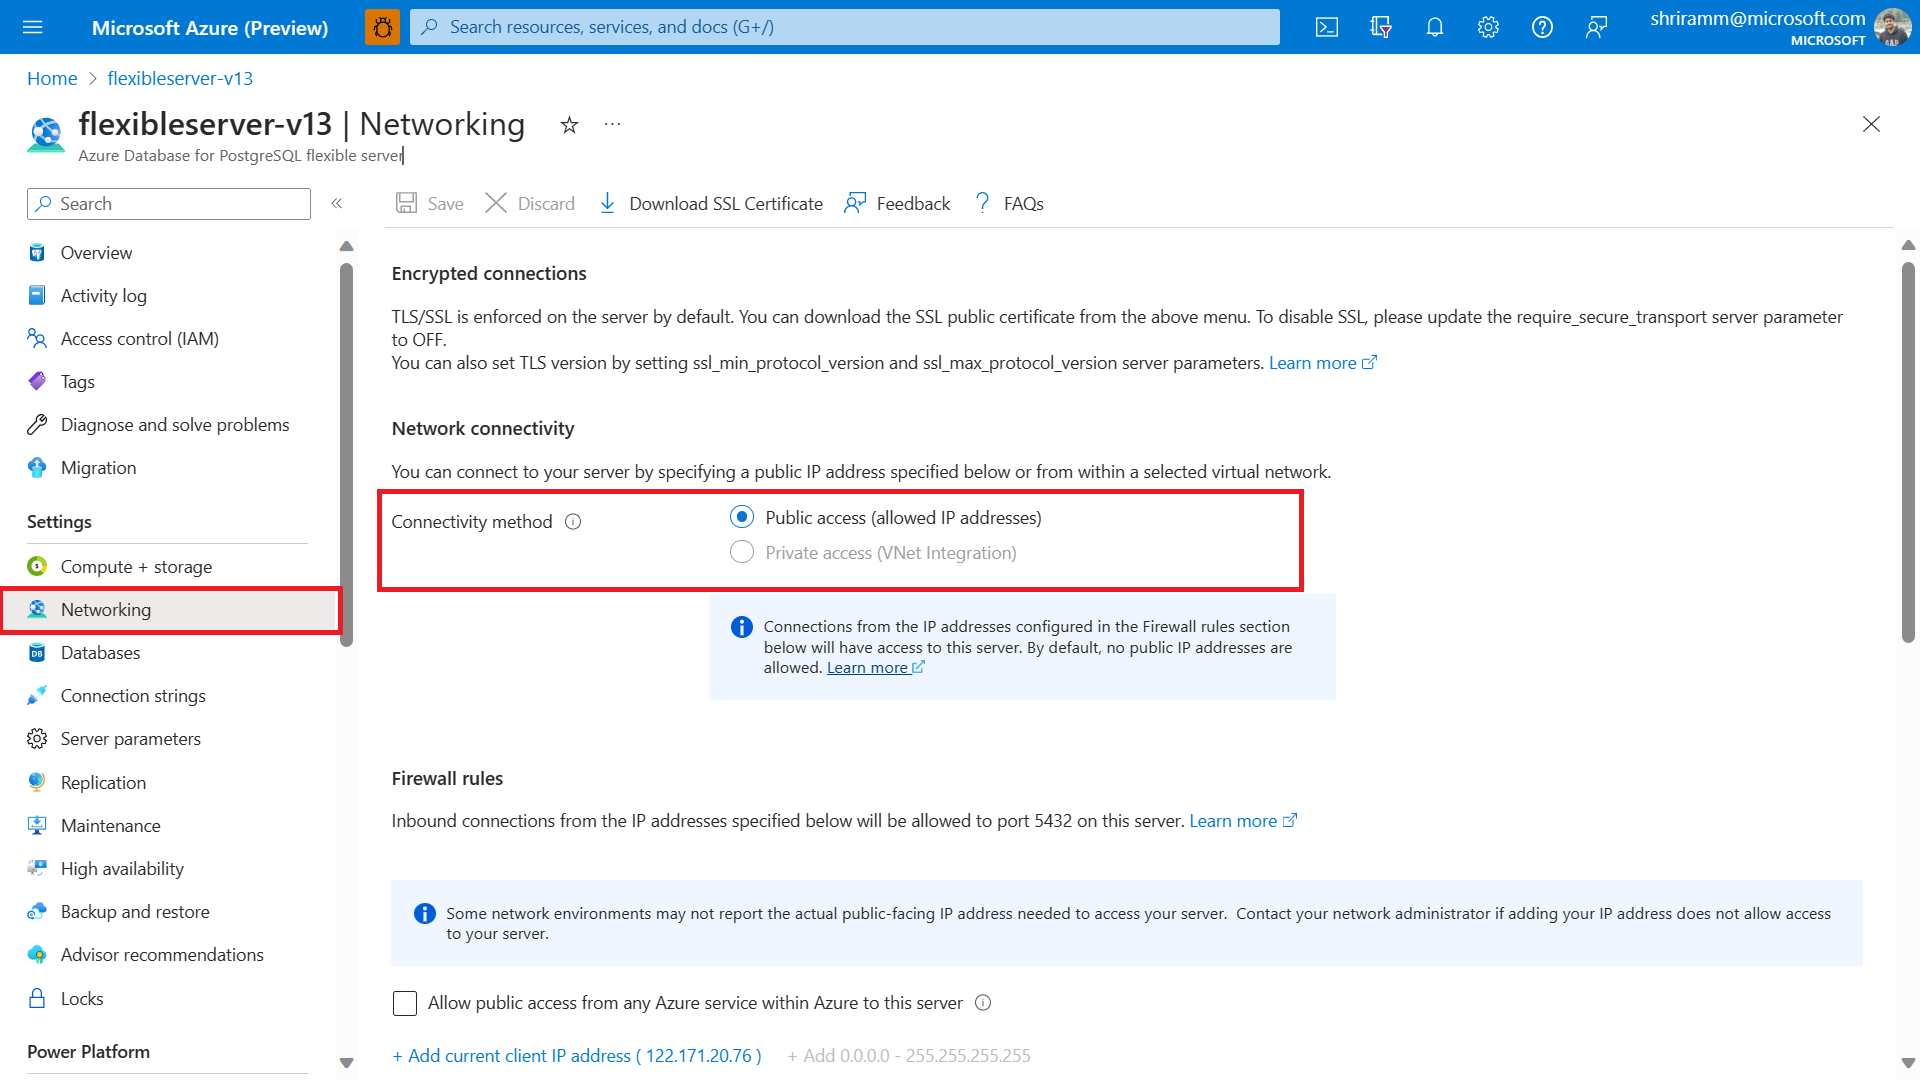 Microsoft Azure (Preview)
Search resources, services, and docs (G+/)
shriramm@microsoft.com
MICROSOFT
Home > flexibleserver-v13
flexibleserver-v13 | Networking
Azure Database for PostgreSQL flexible server
Search
Overview
Activity log
Access control (IAM)
Tags
Diagnose and solve problems
Migration
Settings
Compute + storage
Networking
Databases
Connection strings
Server parameters
Replication
Maintenance
High availability
Backup and restore
Advisor recommendations
Locks
Power Platform
Save Discard Download SSL Certificate Feedback FAQs
Encrypted connections
TLS/SSL is enforced on the server by default. You can download the SSL public certificate from the above menu. To disable SSL, please update the require_secure_transport server parameter
to OFF.
You can also set TLS version by setting ssl_min_protocol_version and ssl_max_protocol_version server parameters. Learn more
Network connectivity
You can connect to your server by specifying a public IP address specified below or from within a selected virtual network.
Connectivity method
Public access (allowed IP addresses)
Private access (VNet Integration)
Connections from the IP addresses configured in the Firewall rules section
below will have access to this server. By default, no public IP addresses are
allowed. Learn more
Firewall rules
Inbound connections from the IP addresses specified below will be allowed to port 5432 on this server. Learn more
Some network environments may not report the actual public-facing IP address needed to access your server. Contact your network administrator if adding your IP address does not allow access
to your server.
Allow public access from any Azure service within Azure to this server
+ Add current client IP address ( 122.171.20.76 ) + Add 0.0.0.0 - 255.255.255.255